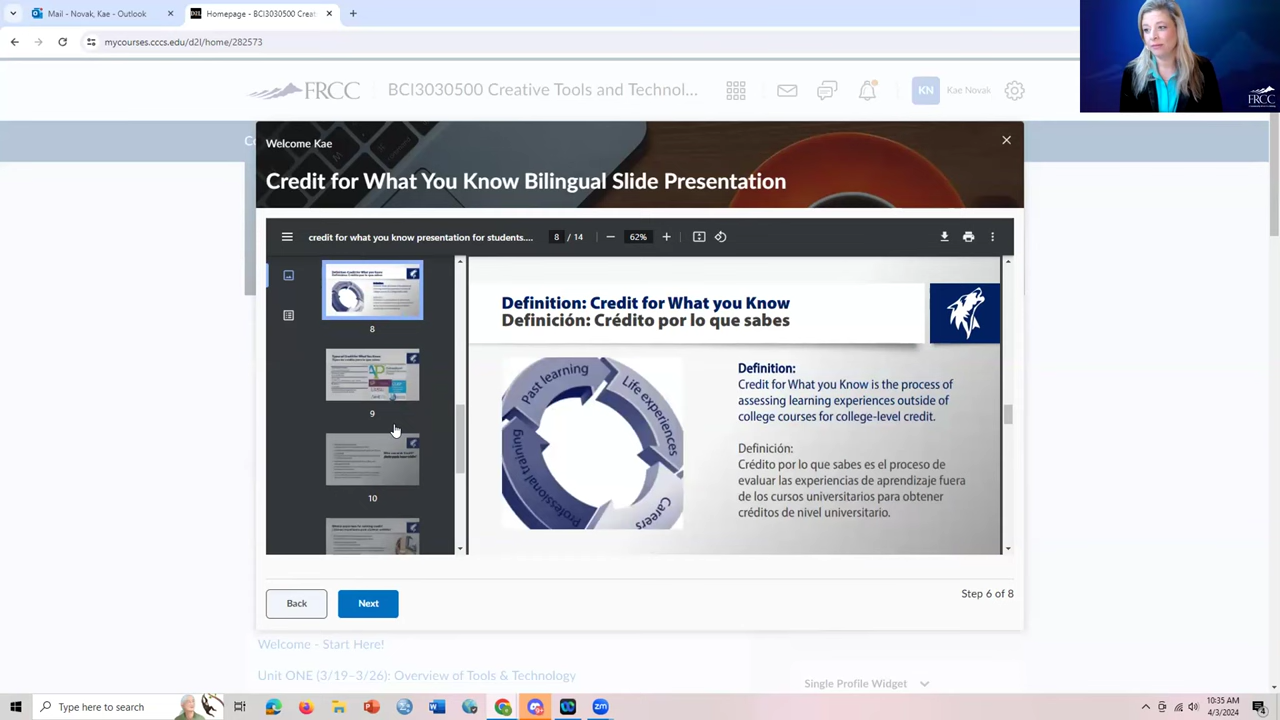 Mail - Novak, Kae - Outlook
Homepage - BCI3030500 Creat
mycourses.cccs.edu/d2l/home/282573
FRCC
BCI3030500 Creative Tools and Technol...
KN
Kae Novak
FRCC
Welcome Kae
Credit for What You Know Bilingual Slide Presentation
credit for what you know presentation for students....
8 / 14
62%
8
9
10
Definition: Credit for What you Know
Definición: Crédito por lo que sabes
Past learning
Life experiences
Career
Professional training
Definition:
Credit for What you Know is the process of
assessing learning experiences outside of
college courses for college-level credit.
Definición:
Crédito por lo que sabes es el proceso de
evaluar las experiencias de aprendizaje fuera
de los cursos universitarios para obtener
créditos de nivel universitario.
Back
Next
Step 6 of 8
Welcome - Start Here!
Unit ONE (3/19–3/26): Overview of Tools & Technology
Single Profile Widget
Type here to search
10:35 AM
4/3/2024